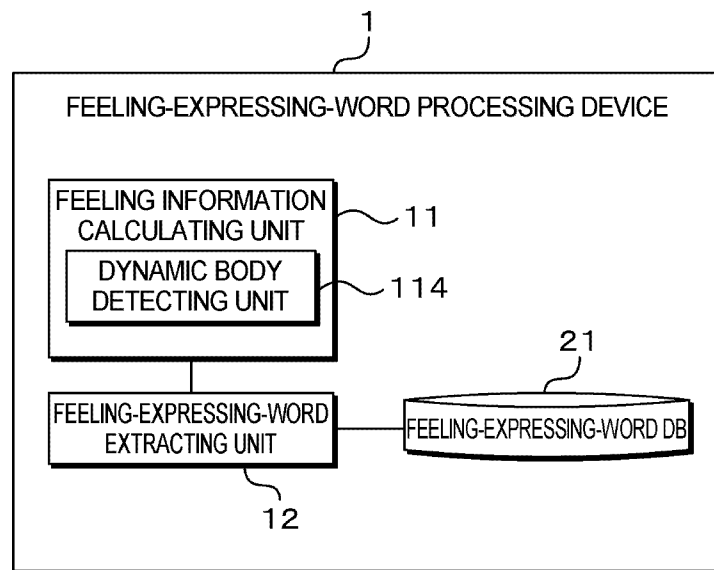 1
FEELING-EXPRESSING-WORD PROCESSING DEVICE
FEELING INFORMATION
CALCULATING UNIT
11
DYNAMIC BODY
DETECTING UNIT
114
21
FEELING-EXPRESSING-WORD
EXTRACTING UNIT
FEELING-EXPRESSING-WORD DB
12